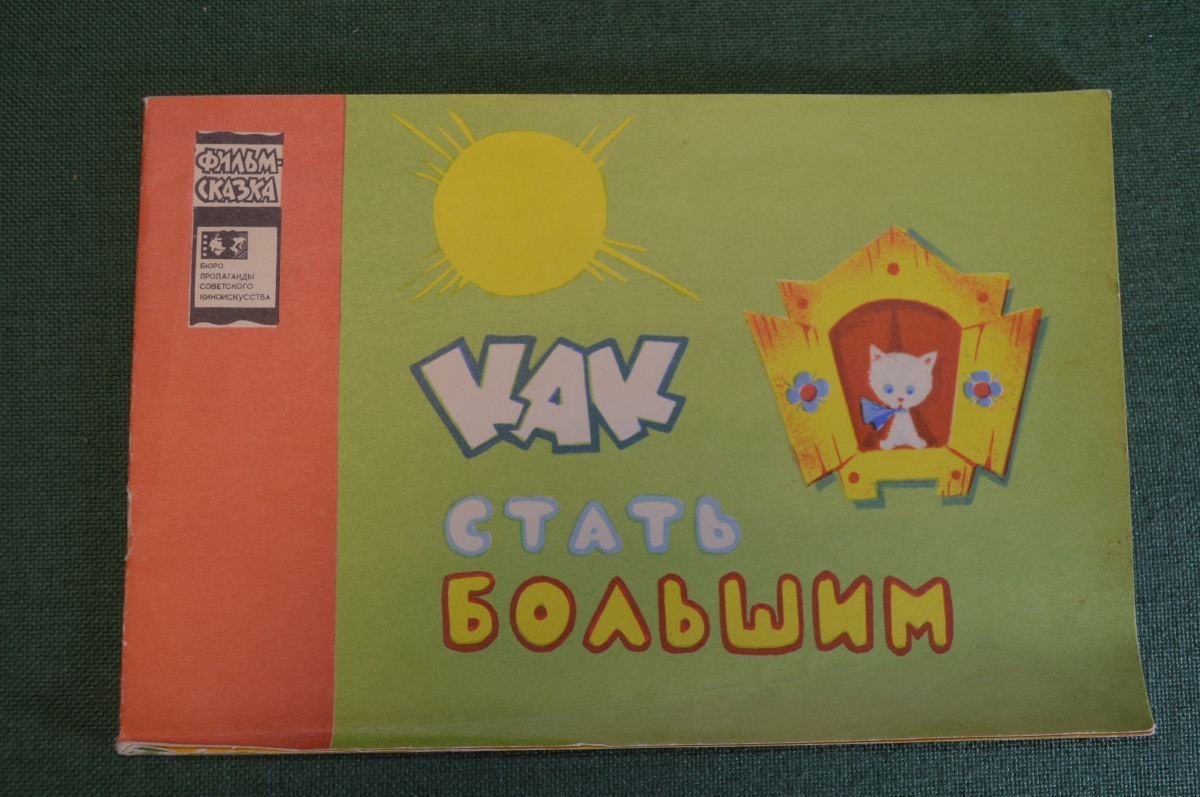 ФИЛЬМ-
СКАЗКА
БЮРО
ПРОПАГАНДЫ
СОВЕТСКОГО
КИНОИСКУССТВА
КАК
СТАТЬ
БОЛЬШИМ